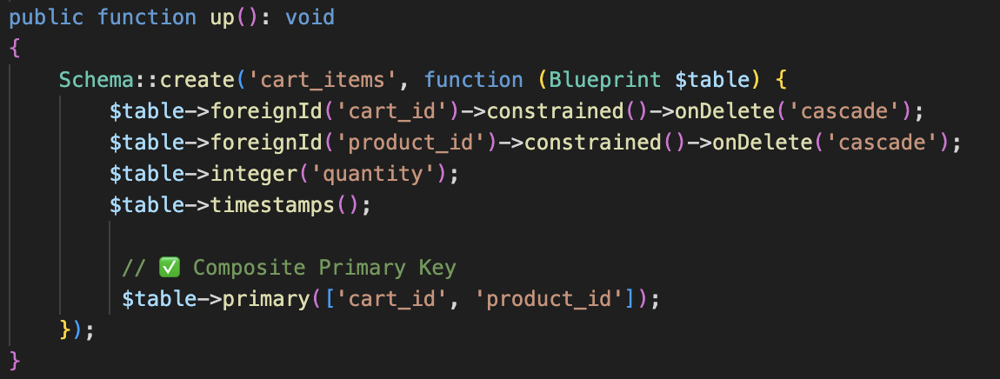 public function up(): void
{
    Schema::create('cart_items', function (Blueprint $table) {
        $table->foreignId('cart_id')->constrained()->onDelete('cascade');
        $table->foreignId('product_id')->constrained()->onDelete('cascade');
        $table->integer('quantity');
        $table->timestamps();

         // ✅ Composite Primary Key
         $table->primary(['cart_id', 'product_id']);
    });
}